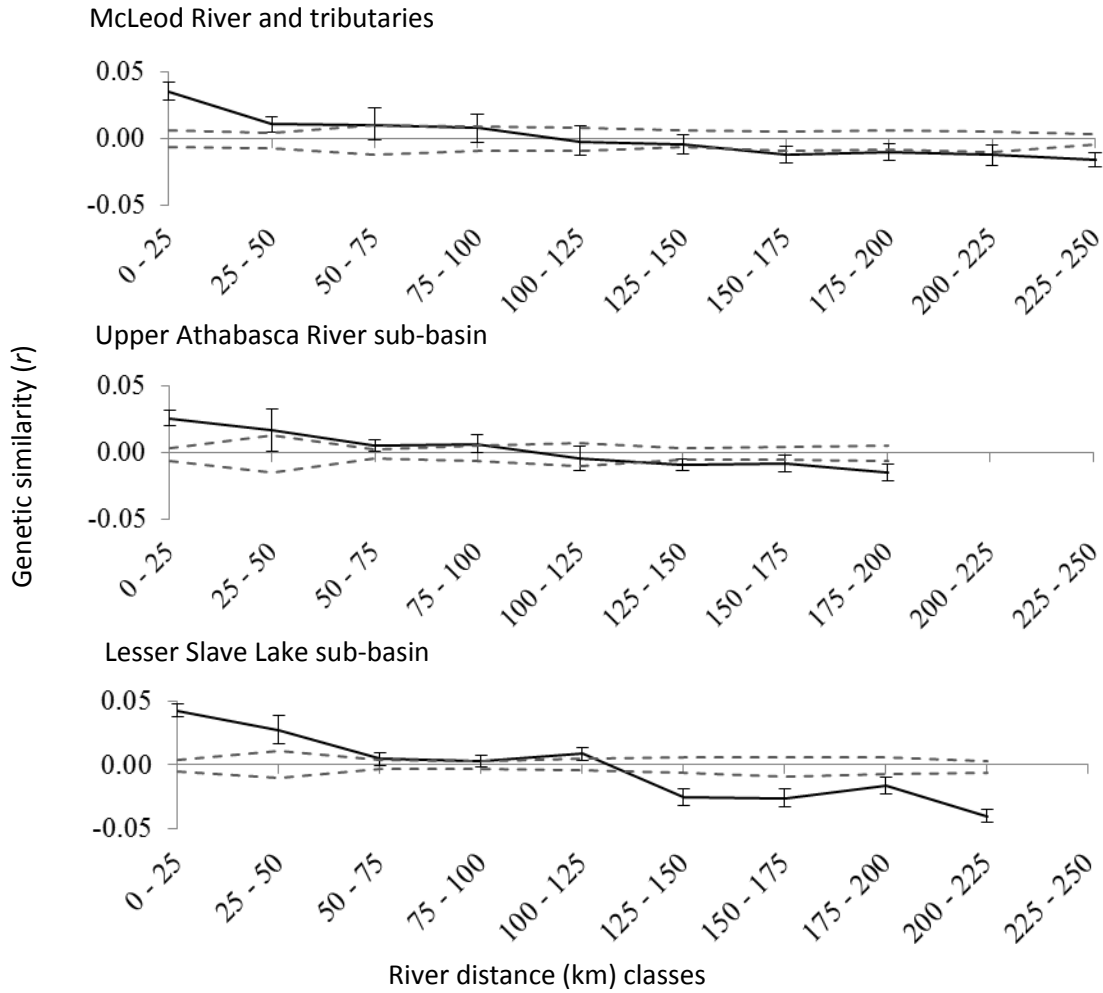 McLeod River and tributaries
0.05
0.00
-0.05
0 - 25
25 - 50
50 - 75
75 - 100
100 - 125
125 - 150
150 - 175
175 - 200
200 - 225
225 - 250
Upper Athabasca River sub-basin
0.05
0.00
-0.05
0 - 25
25 - 50
50 - 75
75 - 100
100 - 125
125 - 150
150 - 175
175 - 200
200 - 225
225 - 250
Genetic similarity (r)
Lesser Slave Lake sub-basin
0.05
0.00
-0.05
0 - 25
25 - 50
50 - 75
75 - 100
100 - 125
125 - 150
150 - 175
175 - 200
200 - 225
225 - 250
River distance (km) classes